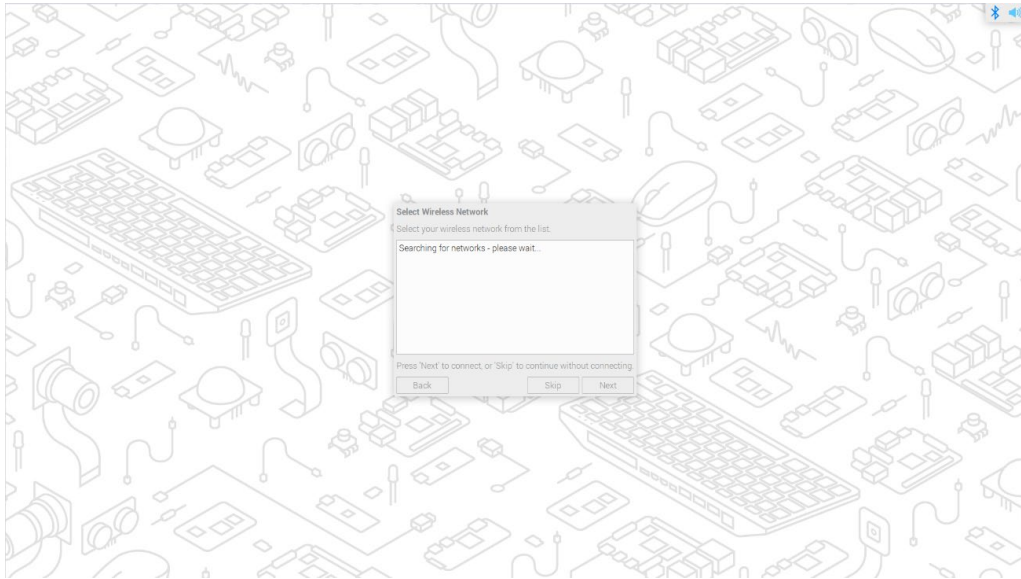 Select Wireless Network
Select your wireless network from the list.
Searching for networks - please wait...
Press 'Next' to connect, or 'Skip' to continue without connecting.
Back
Skip
Next